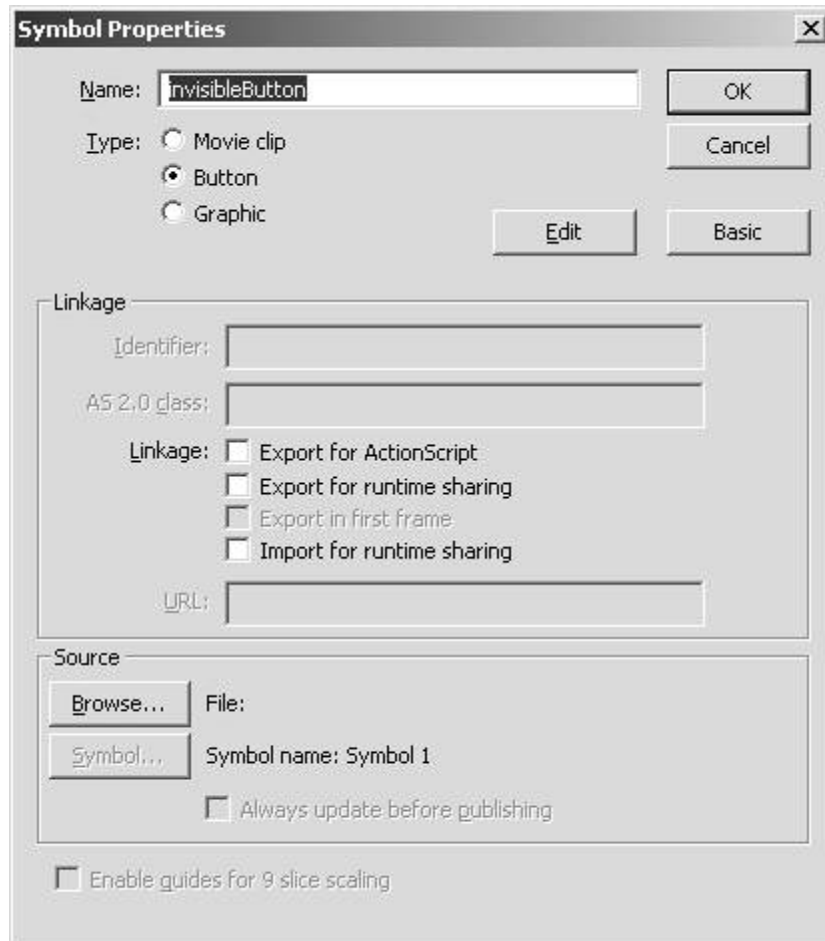 Symbol Properties
Name: invisibleButton
OK
Type: Movie clip
Cancel
Button
Graphic
Edit
Basic
Linkage
Identifier:
AS 2.0 class:
Linkage: Export for ActionScript
Export for runtime sharing
Export in first frame
Import for runtime sharing
URL:
Source
Browse... File:
Symbol... Symbol name: Symbol 1
Always update before publishing
Enable guides for 9 slice scaling